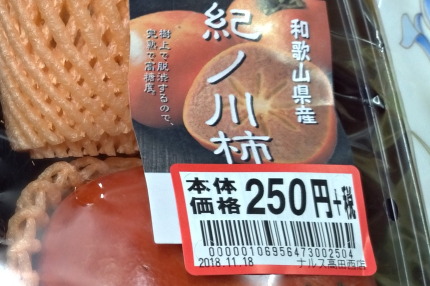 和歌山県産
紀ノ川柿
樹上で脱渋するので、
完熟で高糖度
本体
価格 250円+税
00000106956473002504
2018.11.18 ナルス高田西店